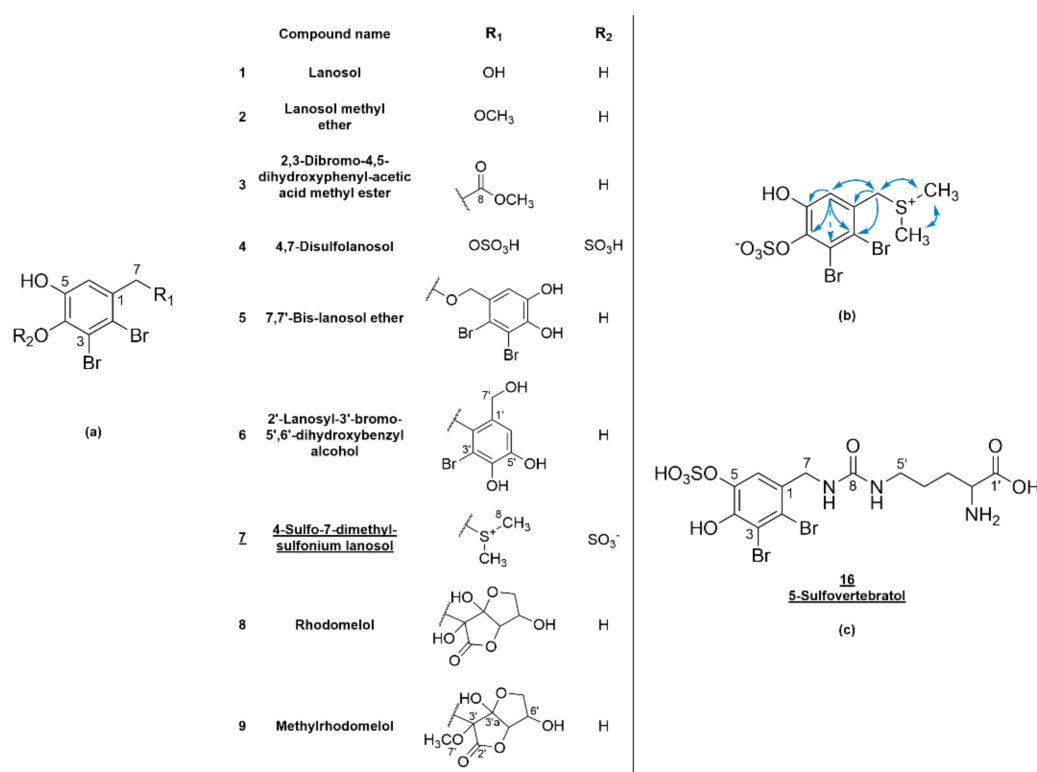 Compound name R₁ R₂
1 Lanosol OH H
2 Lanosol methyl OCH₃ H
ether
3 2,3-Dibromo-4,5- O H
dihydroxyphenyl-acetic 8 OCH₃
acid methyl ester
4 4,7-Disulfolanosol OSO₃H SO₃H
5 7,7'-Bis-lanosol ether O OH H
Br OH
Br
6 2'-Lanosyl-3'-bromo- 7' OH H
5',6'-dihydroxybenzyl 1'
alcohol 3' 5'
Br OH
OH
7 4-Sulfo-7-dimethyl- 8 CH₃ SO₃⁻
sulfonium lanosol S⁺
CH₃
8 Rhodomelol HO O H
HO OH
O O
9 Methylrhodomelol HO O 6' H
3' 3'a OH
H₃CO
7' 2' O
O
HO 5 7
1 R₁
R₂O 3 Br
Br
(a)
HO CH₃
S⁺
⁻O₃SO Br CH₃
Br
(b)
HO₃SO 5 7 O 5' O
1 N 8 N 1' OH
H H
HO 3 Br NH₂
Br
16
5-Sulfovertebratol
(c)